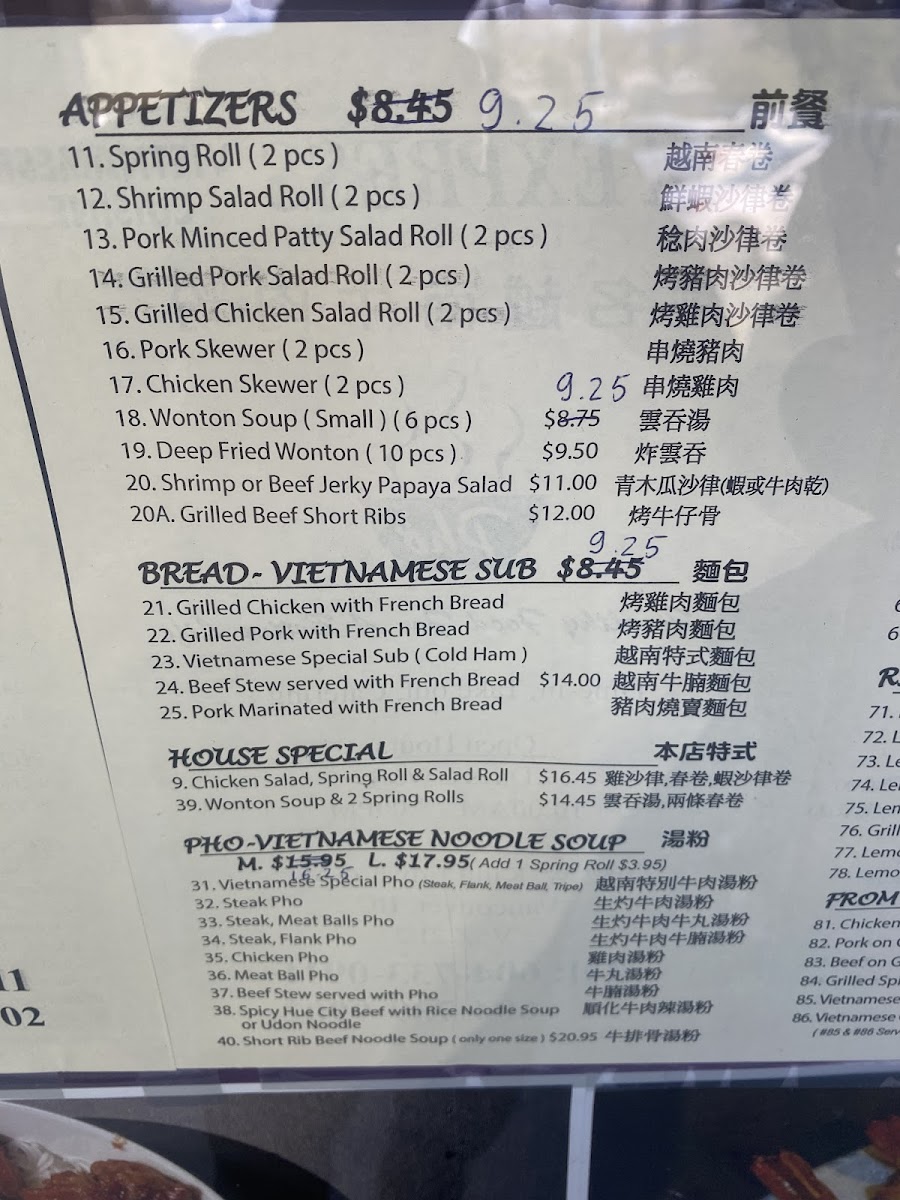 APPETIZERS $8.45 9.25 前餐
11. Spring Roll ( 2 pcs ) 越南春卷
12. Shrimp Salad Roll ( 2 pcs ) 鮮蝦沙律卷
13. Pork Minced Patty Salad Roll ( 2 pcs ) 稔肉沙律卷
14. Grilled Pork Salad Roll ( 2 pcs ) 烤豬肉沙律卷
15. Grilled Chicken Salad Roll ( 2 pcs ) 烤雞肉沙律卷
16. Pork Skewer ( 2 pcs ) 串燒豬肉
17. Chicken Skewer ( 2 pcs ) 串燒雞肉
9.25
18. Wonton Soup ( Small ) ( 6 pcs ) $8.75 雲吞湯
19. Deep Fried Wonton ( 10 pcs ) $9.50 炸雲吞
20. Shrimp or Beef Jerky Papaya Salad $11.00 青木瓜沙律(蝦或牛肉乾)
20A. Grilled Beef Short Ribs $12.00 烤牛仔骨
9.25
BREAD- VIETNAMESE SUB $8.45 麵包
21. Grilled Chicken with French Bread 烤雞肉麵包
22. Grilled Pork with French Bread 烤豬肉麵包
23. Vietnamese Special Sub ( Cold Ham ) 越南特式麵包
24. Beef Stew served with French Bread $14.00 越南牛腩麵包
25. Pork Marinated with French Bread 豬肉燒賣麵包
HOUSE SPECIAL 本店特式
9. Chicken Salad, Spring Roll & Salad Roll $16.45 雞沙律,春卷,蝦沙律卷
39. Wonton Soup & 2 Spring Rolls $14.45 雲吞湯,兩條春卷
PHO-VIETNAMESE NOODLE SOUP 湯粉
M. $15.95 L. $17.95 ( Add 1 Spring Roll $3.95)
16.25
31. Vietnamese Special Pho (Steak, Flank, Meat Ball, Tripe) 越南特別牛肉湯粉
32. Steak Pho 生灼牛肉湯粉
33. Steak, Meat Balls Pho 生灼牛肉牛丸湯粉
34. Steak, Flank Pho 生灼牛肉牛腩湯粉
35. Chicken Pho 雞肉湯粉
36. Meat Ball Pho 牛丸湯粉
37. Beef Stew served with Pho 牛腩湯粉
38. Spicy Hue City Beef with Rice Noodle Soup 順化牛肉辣湯粉
or Udon Noodle
40. Short Rib Beef Noodle Soup ( only one size ) $20.95 牛排骨湯粉
11
02
6
71.
72. L
73. Le
74. Le
75. Len
76. Grill
77. Lemo
78. Lemo
FROM
81. Chicken
82. Pork on
83. Beef on G
84. Grilled Sp
85. Vietnamese
86. Vietnamese
( #85 & #86 Serv